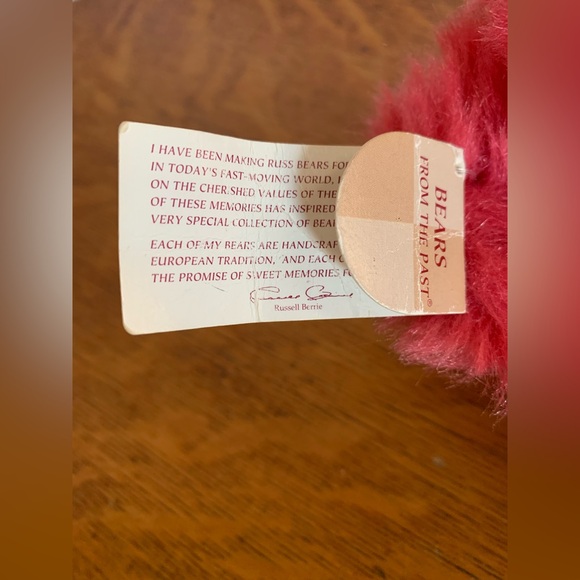 I HAVE BEEN MAKING RUSS BEARS FOR
IN TODAY'S FAST-MOVING WORLD, I
ON THE CHERISHED VALUES OF THE
OF THESE MEMORIES HAS INSPIRED
VERY SPECIAL COLLECTION OF BEAR
EACH OF MY BEARS ARE HANDCRAF
EUROPEAN TRADITION, AND EACH
THE PROMISE OF SWEET MEMORIES
Russell Berrie
BEARS
FROM THE PAST®